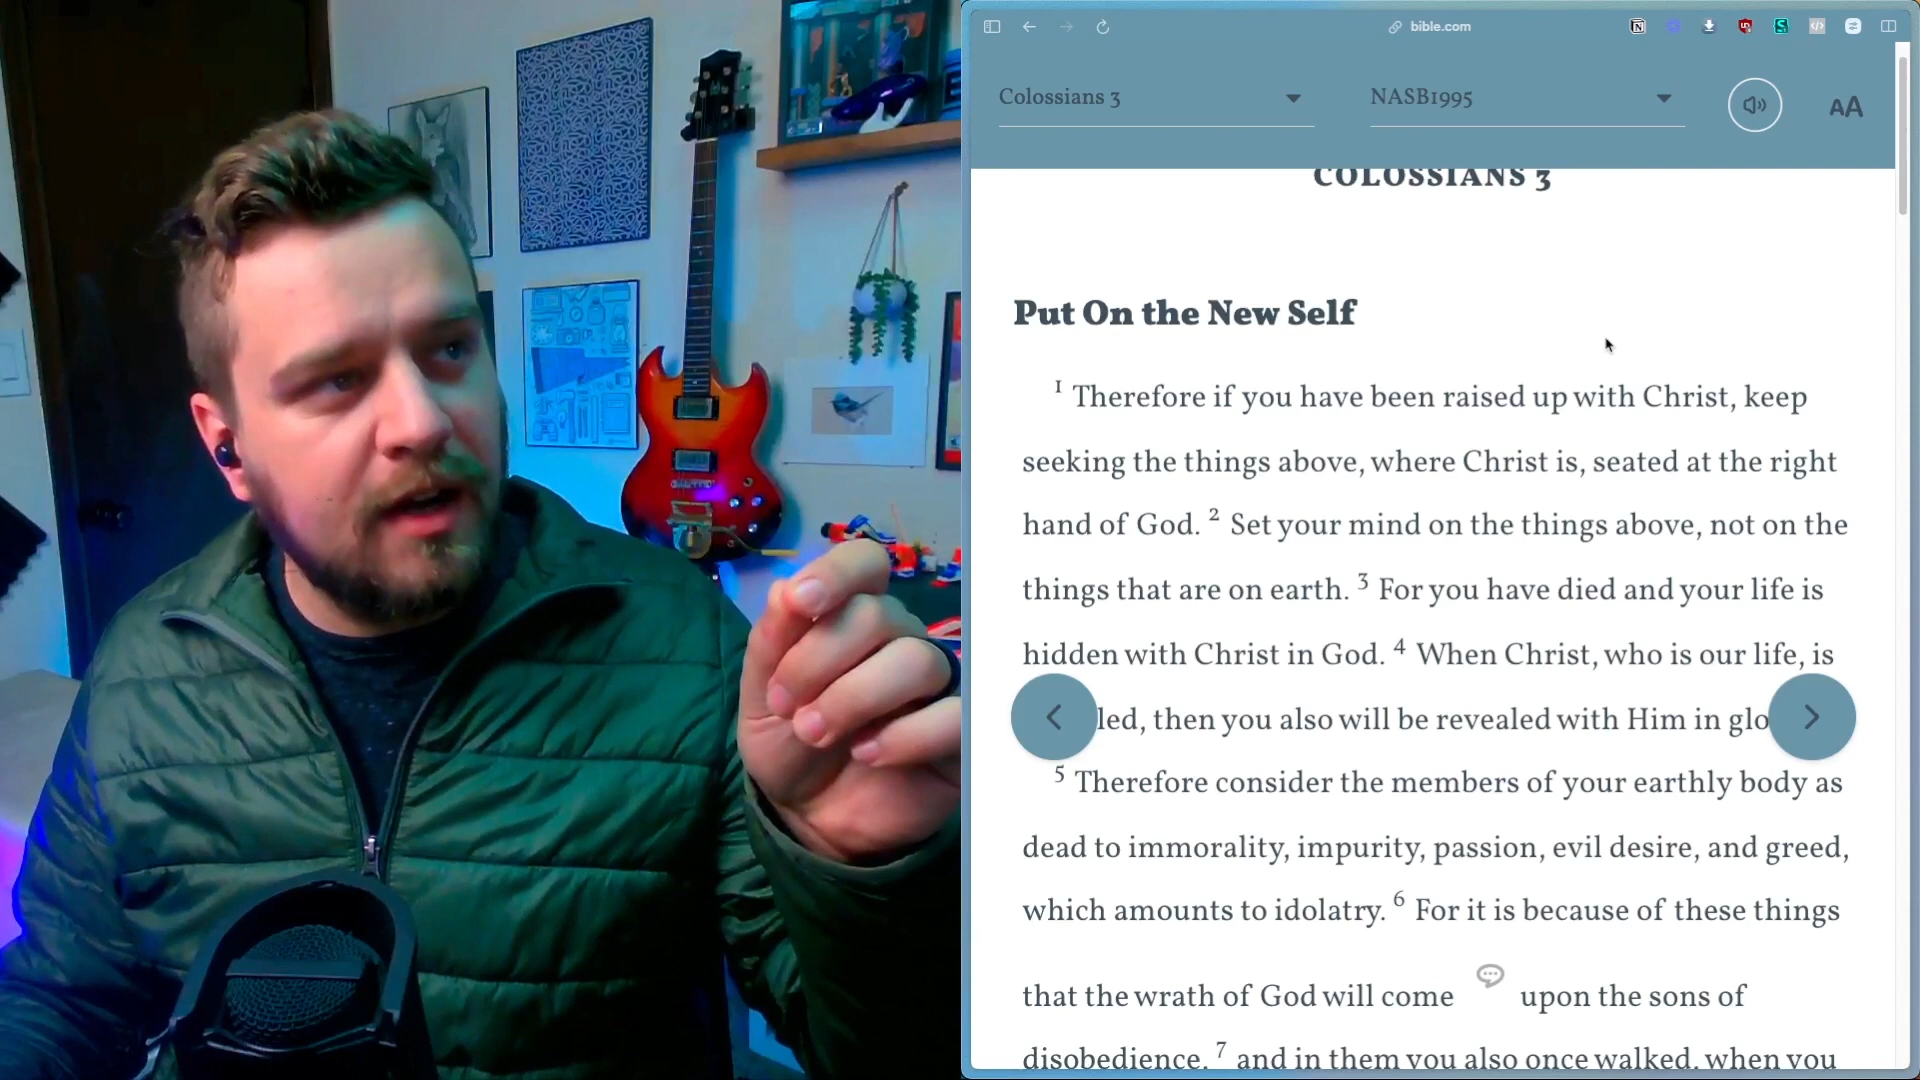 bible.com
Colossians 3
NASB1995
AA
COLOSSIANS 3
Put On the New Self
1 Therefore if you have been raised up with Christ, keep
seeking the things above, where Christ is, seated at the right
hand of God. 2 Set your mind on the things above, not on the
things that are on earth. 3 For you have died and your life is
hidden with Christ in God. 4 When Christ, who is our life, is
led, then you also will be revealed with Him in glo
5 Therefore consider the members of your earthly body as
dead to immorality, impurity, passion, evil desire, and greed,
which amounts to idolatry. 6 For it is because of these things
that the wrath of God will come upon the sons of
disobedience, 7 and in them you also once walked, when you